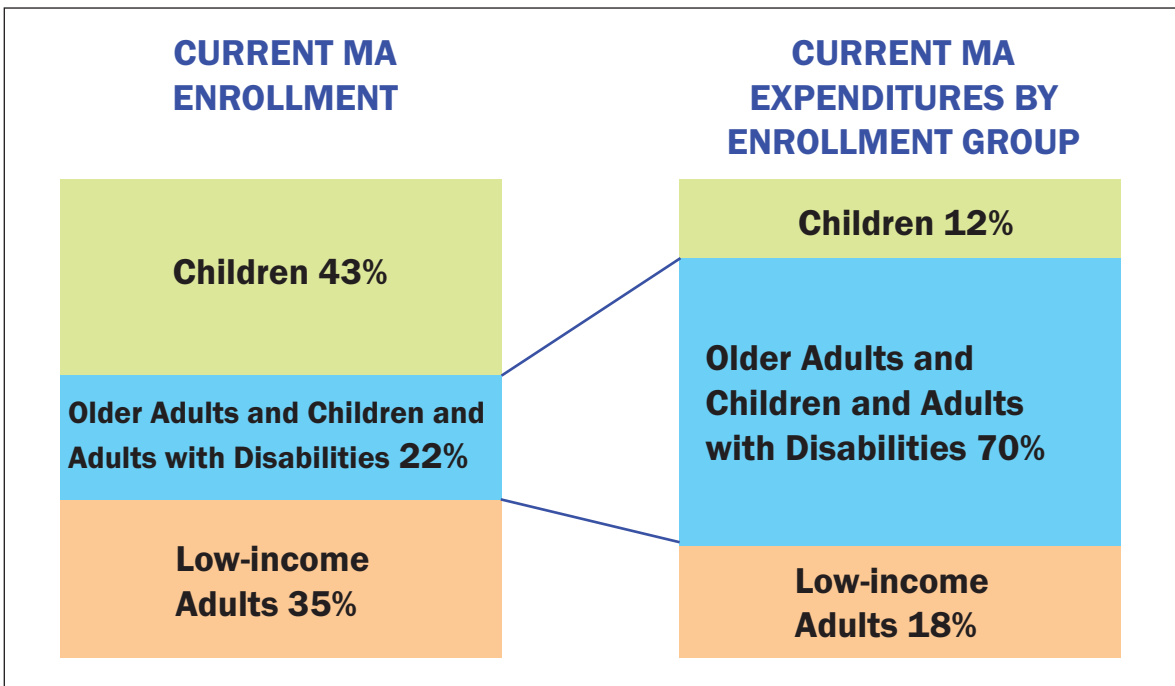 CURRENT MA
ENROLLMENT
Children 43%
Older Adults and Children and
Adults with Disabilities 22%
Low-income
Adults 35%
CURRENT MA
EXPENDITURES BY
ENROLLMENT GROUP
Children 12%
Older Adults and
Children and Adults
with Disabilities 70%
Low-income
Adults 18%